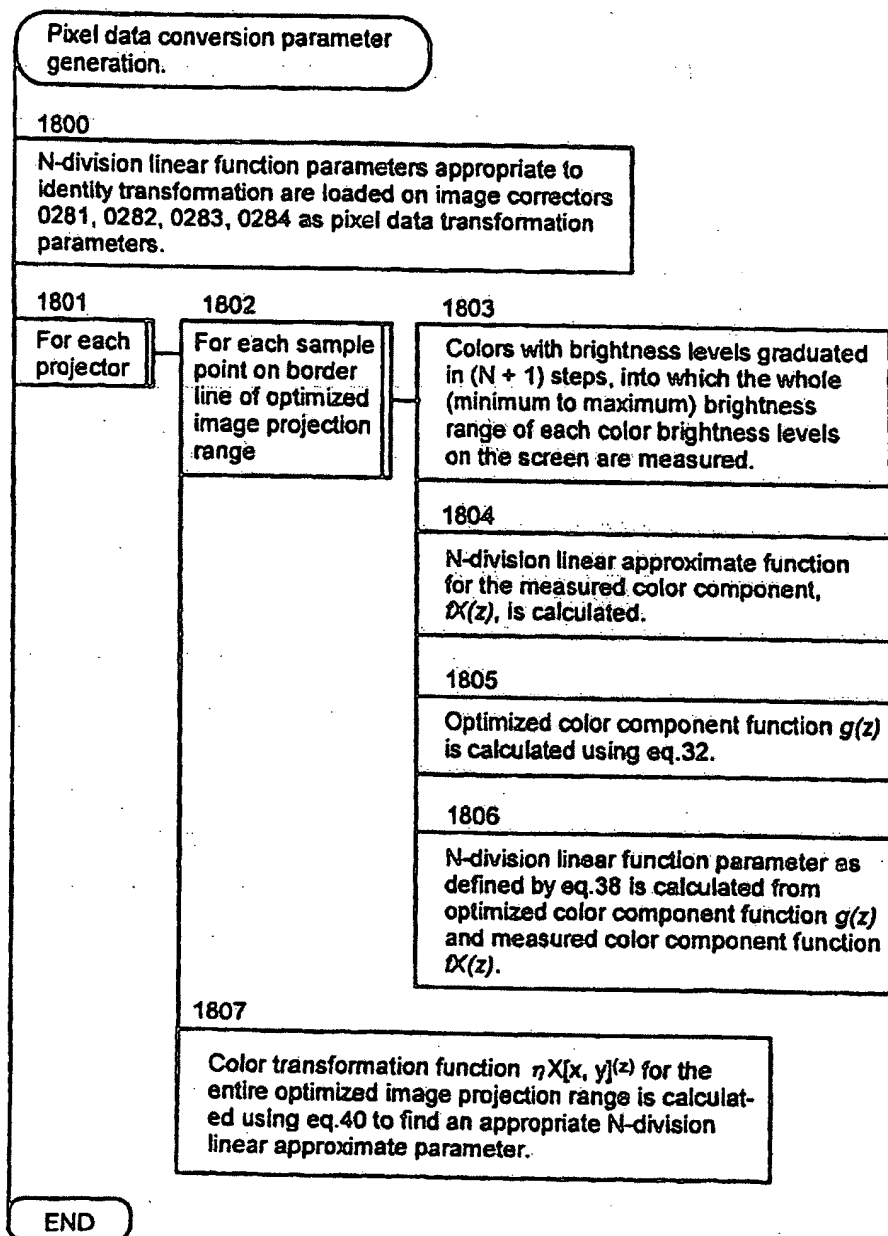 Pixel data conversion parameter
generation.
1800
N-division linear function parameters appropriate to
identity transformation are loaded on image correctors
0281, 0282, 0283, 0284 as pixel data transformation
parameters.
1801
For each
projector
1802
For each sample
point on border
line of optimized
image projection
range
1803
Colors with brightness levels graduated
in (N + 1) steps, into which the whole
(minimum to maximum) brightness
range of each color brightness levels
on the screen are measured.
1804
N-division linear approximate function
for the measured color component,
fX(z), is calculated.
1805
Optimized color component function g(z)
is calculated using eq.32.
1806
N-division linear function parameter as
defined by eq.38 is calculated from
optimized color component function g(z)
and measured color component function
fX(z).
1807
Color transformation function ηX[x, y](z) for the
entire optimized image projection range is calculat-
ed using eq.40 to find an appropriate N-division
linear approximate parameter.
END